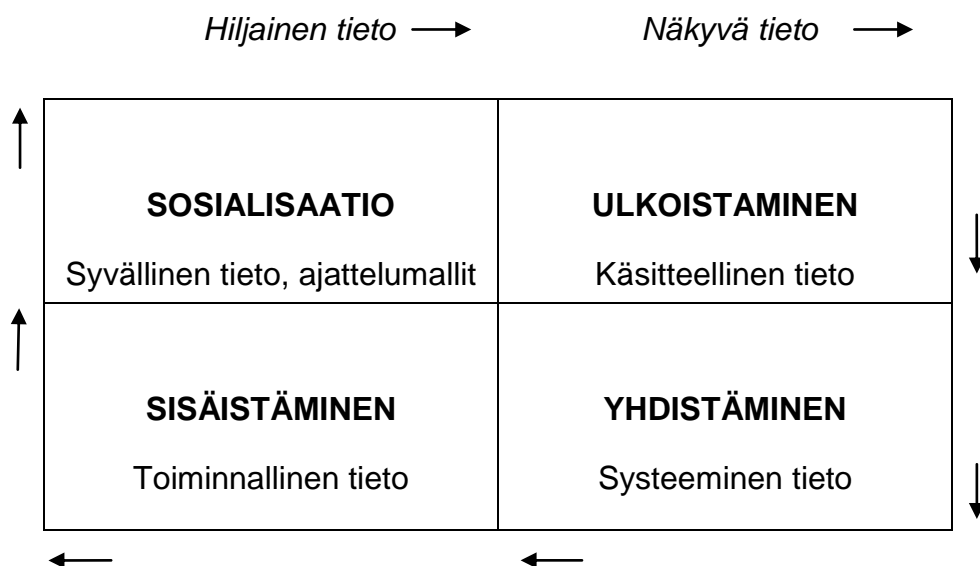 Hiljainen tieto
Näkyvä tieto
SOSIALISAATIO
Syvällinen tieto, ajattelumallit
ULKOISTAMINEN
Käsitteellinen tieto
SISÄISTÄMINEN
Toiminnallinen tieto
YHDISTÄMINEN
Systeeminen tieto